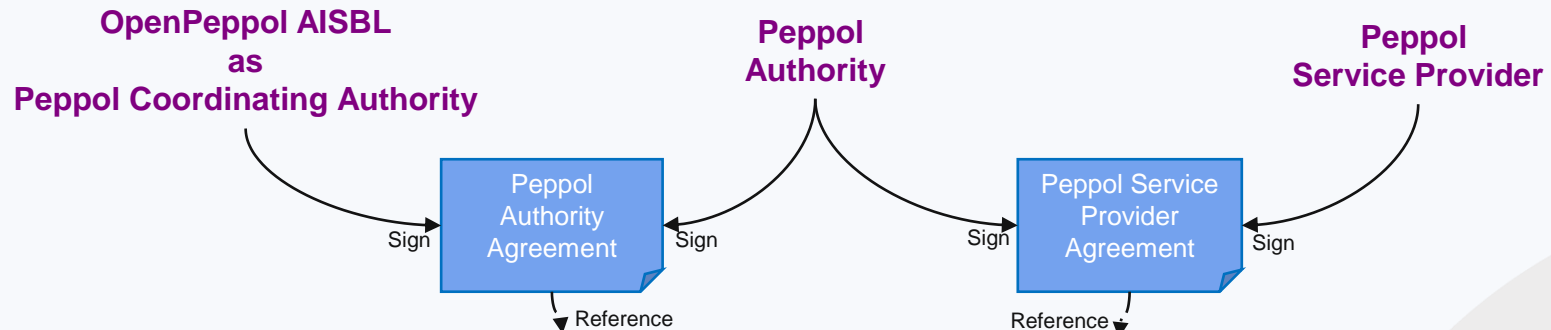 OpenPeppol AISBL
as
Peppol Coordinating Authority
Peppol
Authority
Peppol
Service Provider
Peppol
Authority
Agreement
Peppol Service
Provider
Agreement
Sign
Sign
Sign
Sign
Reference
Reference